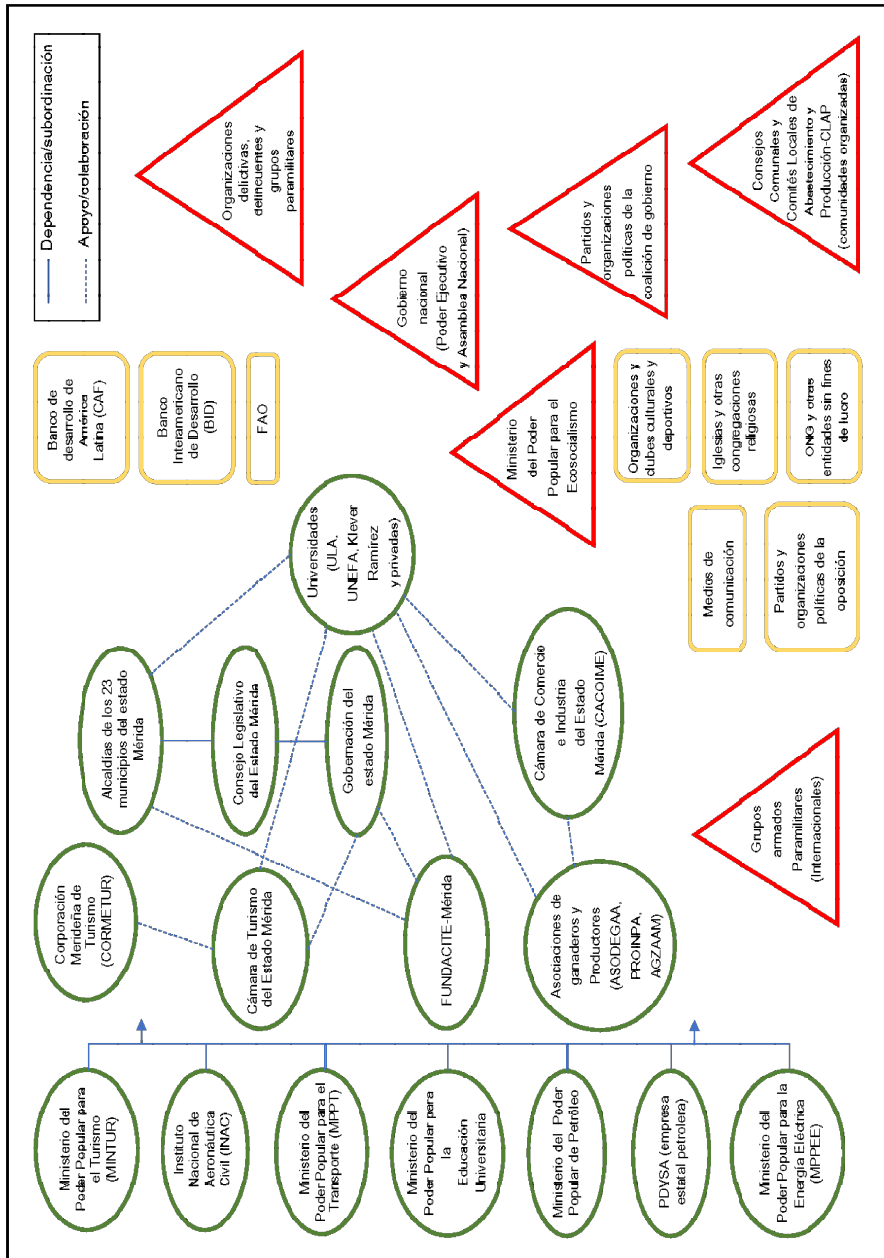 Dependencia/subordinación
Apoyo/colaboración
Ministerio del
Poder Popular para
el Turismo
(MINTUR)
Instituto
Nacional de
Aeronáutica
Civil (INAC)
Ministerio del
Poder Popular para el
Transporte (MPPT)
Ministerio del
Poder Popular para
la
Educación
Universitaria
Ministerio del Poder
Popular de Petróleo
PDYSA (empresa
estatal petrolera)
Ministerio del
Poder Popular para la
Energía Eléctrica
(MPPEE)
Corporación
Merideña de
Turismo
(CORMETUR)
Cámara de Turismo
del Estado Mérida
FUNDACITE-Mérida
Asociaciones de
ganaderos y
Productores
(ASODEGAA,
PROINPA,
AGZAAM)
Alcaldías de los 23
municipios del estado
Mérida
Consejo Legislativo
del Estado Mérida
Gobernación del
estado Mérida
Cámara de Comercio
e Industria
del Estado
Mérida (CACOIME)
Grupos
armados
Paramilitares
(Internacionales)
Universidades
(ULA,
UNEFA, Klever
Ramírez
y privadas)
Medios de
comunicación
Partidos y
organizaciones
políticas de la
oposición
Banco de
desarrollo de
América
Latina (CAF)
Banco
Interamericano
de Desarrollo
(BID)
FAO
Ministerio
del Poder
Popular para el
Ecosocialismo
Organizaciones y
clubes culturales y
deportivos
Iglesias y otras
congregaciones
religiosas
ONG y otras
entidades sin fines
de lucro
Gobierno
nacional
(Poder Ejecutivo
y Asamblea Nacional)
Organizaciones
delictivas,
delincuentes y
grupos
paramilitares
Partidos y
organizaciones
políticas de la
coalición de gobierno
Consejos
Comunales y
Comités Locales de
Abastecimiento y
Producción-CLAP
(comunidades organizadas)